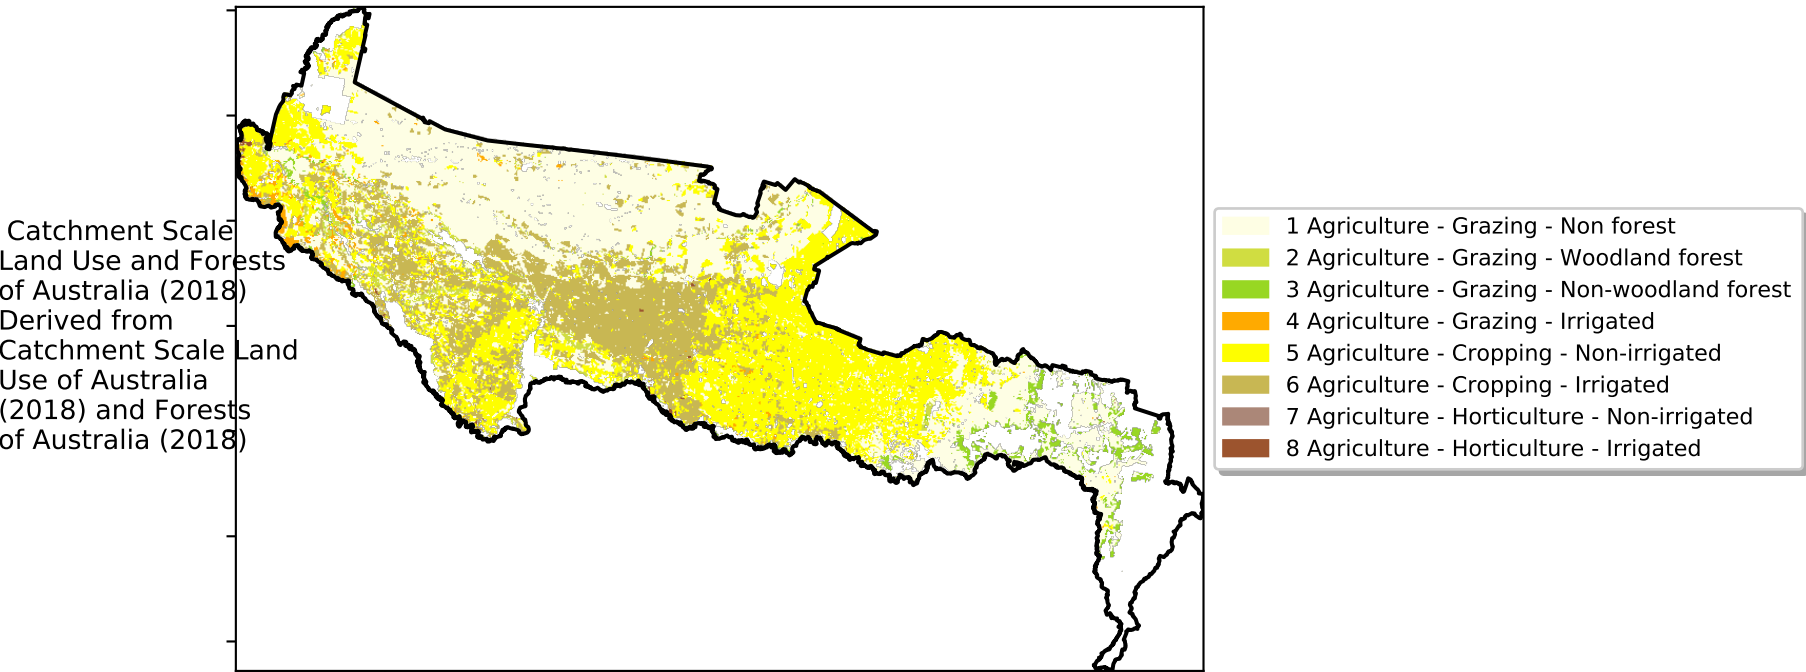 Catchment Scale
Land Use and Forests
of Australia (2018)
Derived from
Catchment Scale Land
Use of Australia
(2018) and Forests
of Australia (2018)
1 Agriculture - Grazing - Non forest
2 Agriculture - Grazing - Woodland forest
3 Agriculture - Grazing - Non-woodland forest
4 Agriculture - Grazing - Irrigated
5 Agriculture - Cropping - Non-irrigated
6 Agriculture - Cropping - Irrigated
7 Agriculture - Horticulture - Non-irrigated
8 Agriculture - Horticulture - Irrigated